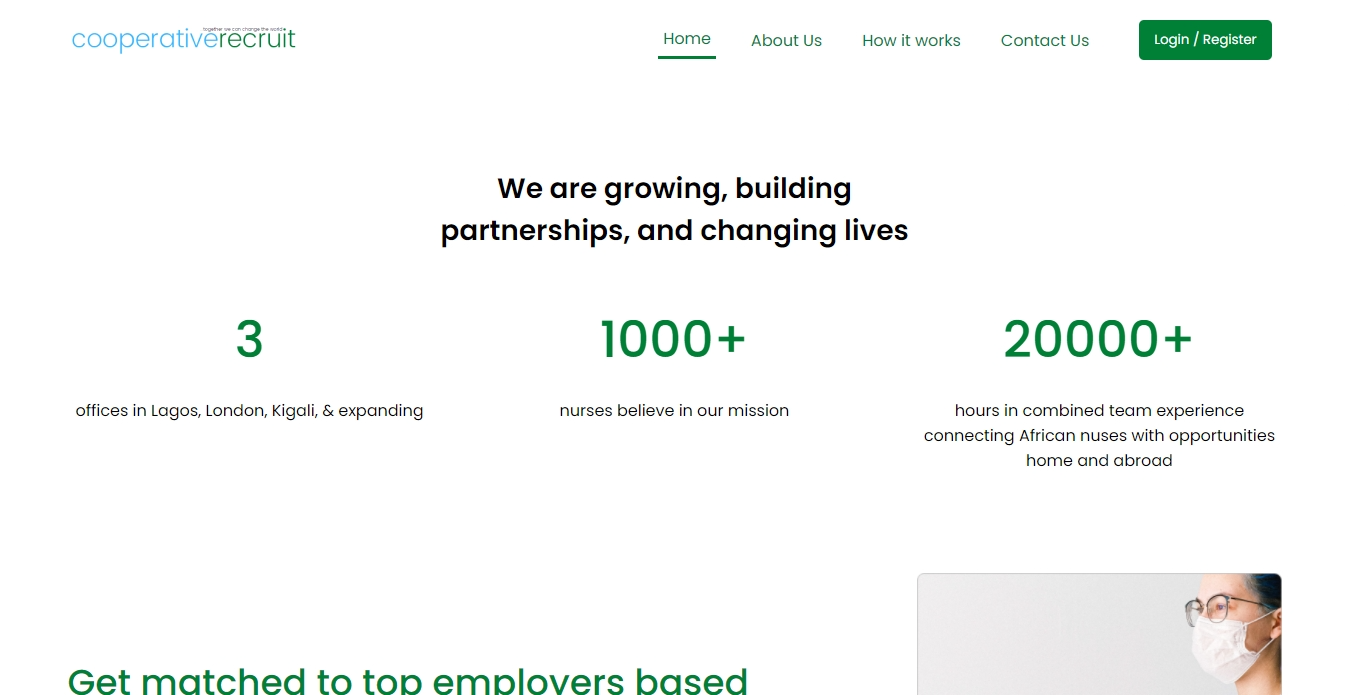 together we can change the world
cooperativerecruit
Home
About Us
How it works
Contact Us
Login / Register
We are growing, building
partnerships, and changing lives
3
1000+
20000+
offices in Lagos, London, Kigali, & expanding
nurses believe in our mission
hours in combined team experience
connecting African nuses with opportunities
home and abroad
Get matched to top employers based